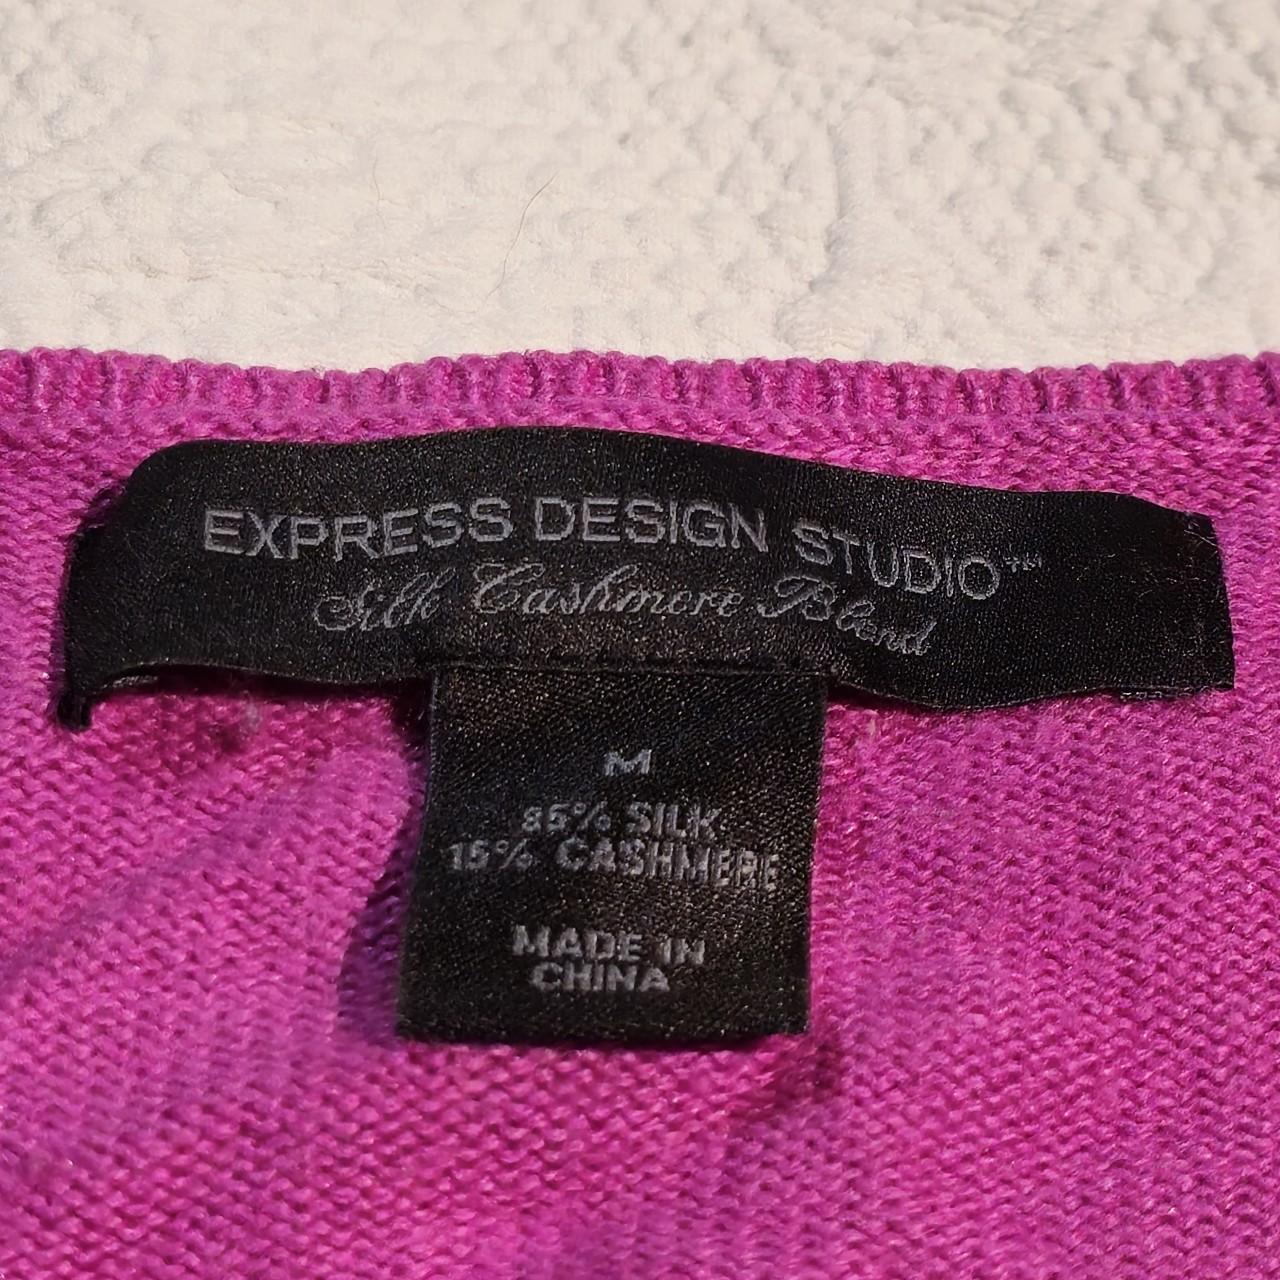 EXPRESS DESIGN STUDIO™
Silk Cashmere Blend
M
85% SILK
15% CASHMERE
MADE IN
CHINA